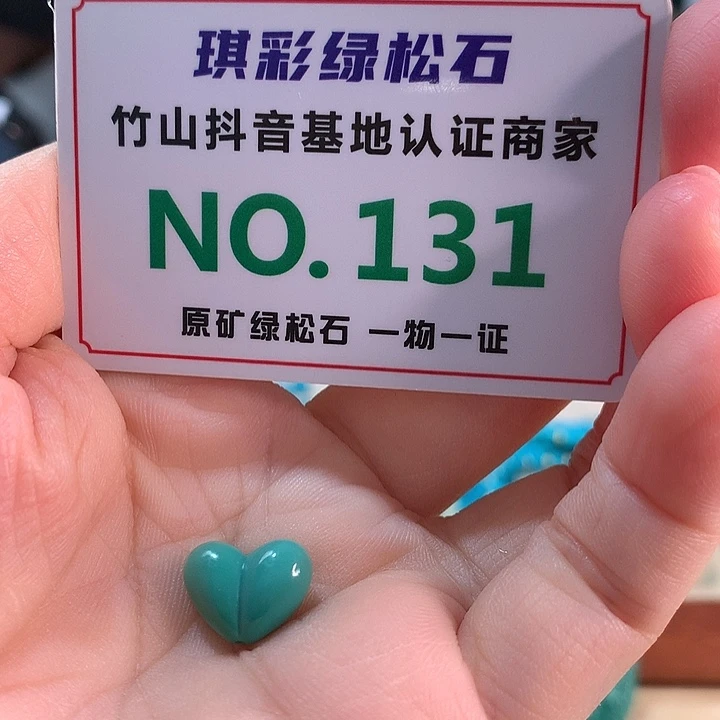 琪彩绿松石
竹山抖音基地认证商家
NO.131
原矿绿松石 一物一证